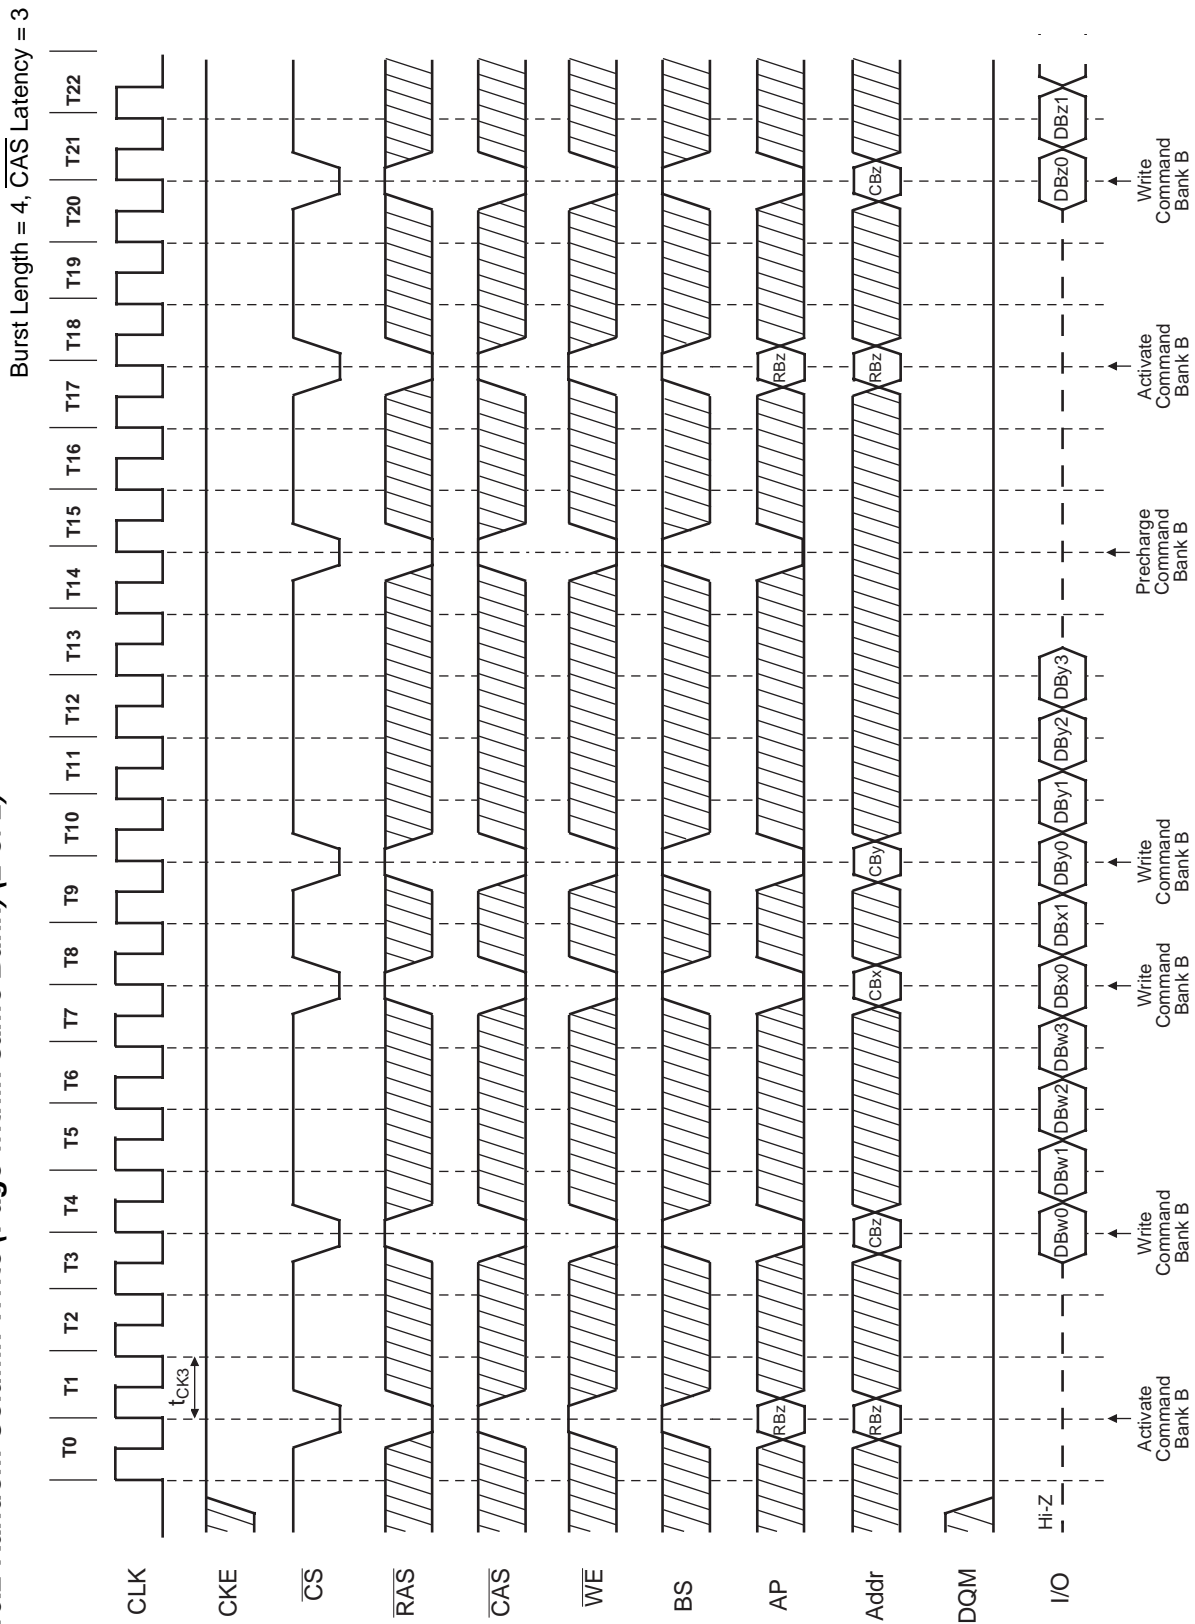 Burst Length = 4, CAS Latency = 3
T0 T1 T2 T3 T4 T5 T6 T7 T8 T9 T10 T11 T12 T13 T14 T15 T16 T17 T18 T19 T20 T21 T22
CLK
tCK3
CKE
CS
RAS
CAS
WE
BS
AP
RBz RBz
Addr
RBz CBz CBx CBy RBz CBz
DQM
I/O
Hi-Z DBw0 DBw1 DBw2 DBw3 DBx0 DBx1 DBy0 DBy1 DBy2 DBy3 DBz0 DBz1
Activate
Command
Bank B
Write
Command
Bank B
Write
Command
Bank B
Write
Command
Bank B
Precharge
Command
Bank B
Activate
Command
Bank B
Write
Command
Bank B